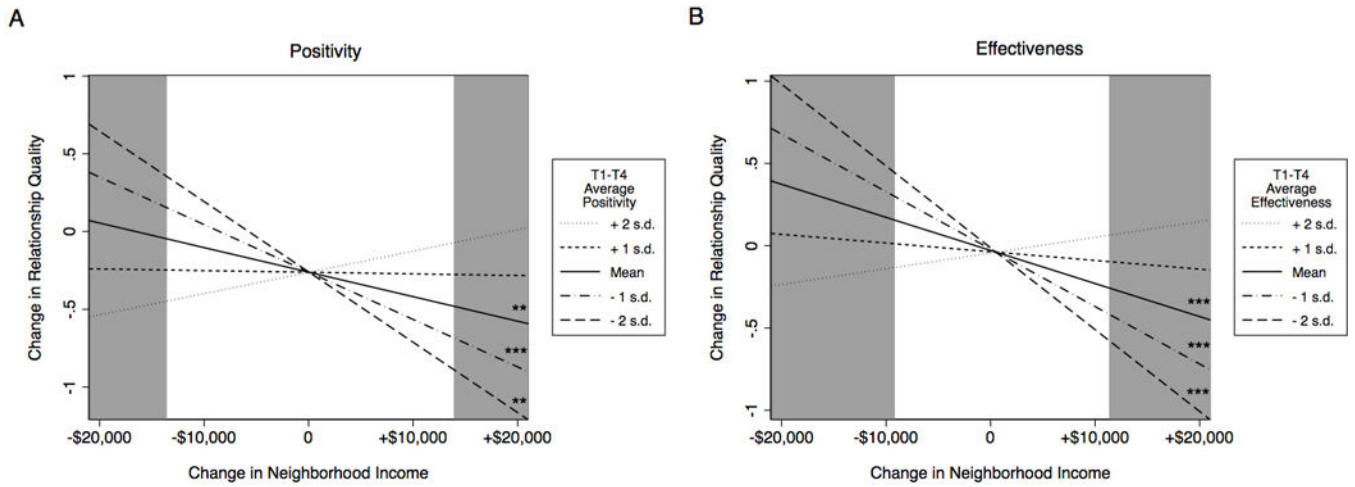 A
Positivity
Change in Relationship Quality
1
.5
0
-.5
-1
**
***
**
-$20,000 -$10,000 0 +$10,000 +$20,000
Change in Neighborhood Income
T1-T4
Average
Positivity
+ 2 s.d.
+ 1 s.d.
Mean
- 1 s.d.
- 2 s.d.
B
Effectiveness
Change in Relationship Quality
1
.5
0
-.5
-1
***
***
***
-$20,000 -$10,000 0 +$10,000 +$20,000
Change in Neighborhood Income
T1-T4
Average
Effectiveness
+ 2 s.d.
+ 1 s.d.
Mean
- 1 s.d.
- 2 s.d.